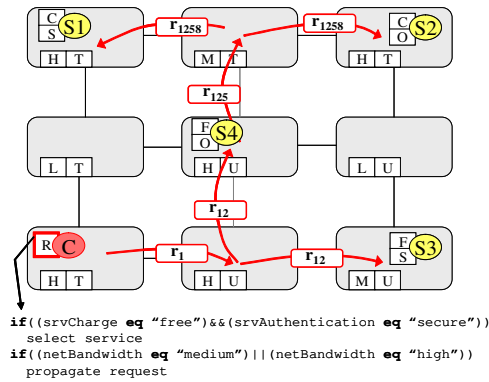 C S S1 r1258 r1258 C O S2
H T M T H T
r125
F O S4
L T H U L U
r12
R C r1 r12 F S S3
H T H U M U
if((srvCharge eq “free”)&&(srvAuthentication eq “secure”))
select service
if((netBandwidth eq “medium”)||(netBandwidth eq “high”))
propagate request